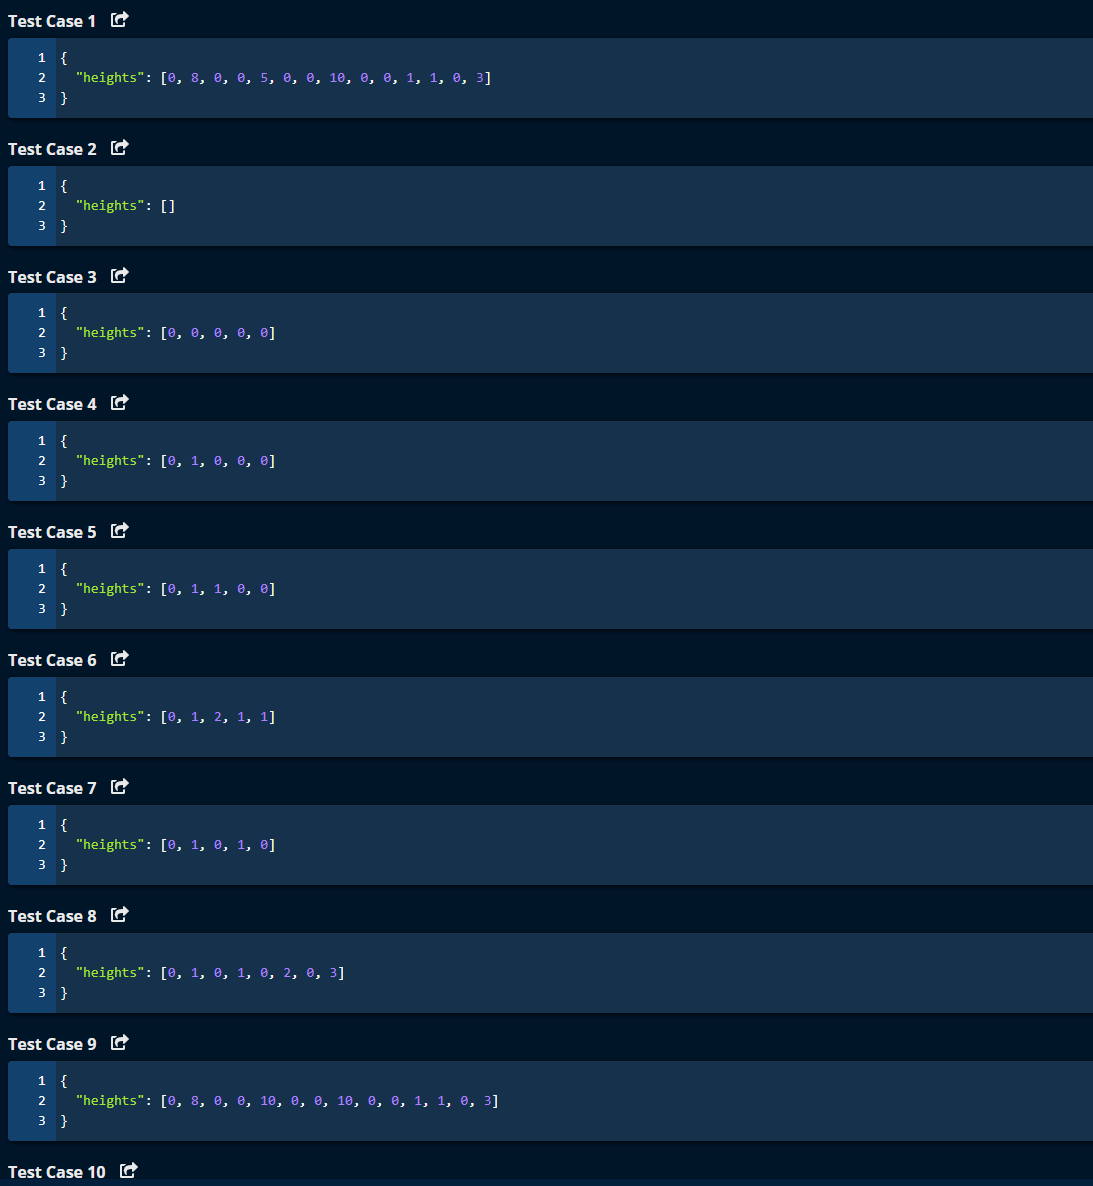 Test Case 1
1 {
2   "heights": [0, 8, 0, 0, 5, 0, 0, 10, 0, 0, 1, 1, 0, 3]
3 }
Test Case 2
1 {
2   "heights": []
3 }
Test Case 3
1 {
2   "heights": [0, 0, 0, 0, 0]
3 }
Test Case 4
1 {
2   "heights": [0, 1, 0, 0, 0]
3 }
Test Case 5
1 {
2   "heights": [0, 1, 1, 0, 0]
3 }
Test Case 6
1 {
2   "heights": [0, 1, 2, 1, 1]
3 }
Test Case 7
1 {
2   "heights": [0, 1, 0, 1, 0]
3 }
Test Case 8
1 {
2   "heights": [0, 1, 0, 1, 0, 2, 0, 3]
3 }
Test Case 9
1 {
2   "heights": [0, 8, 0, 0, 10, 0, 0, 10, 0, 0, 1, 1, 0, 3]
3 }
Test Case 10